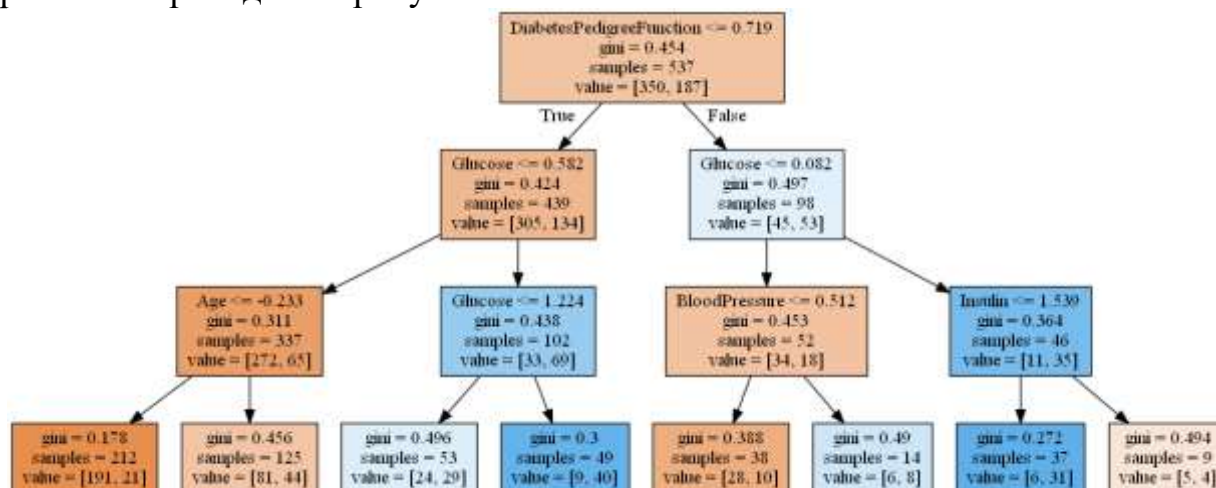 DiabetesPedigreeFunction <= 0.719
gini = 0.454
samples = 537
value = [350, 187]
True
False
Glucose <= 0.582
gini = 0.424
samples = 439
value = [305, 134]
Glucose <= 0.082
gini = 0.497
samples = 98
value = [45, 53]
Age <= -0.233
gini = 0.311
samples = 337
value = [272, 65]
Glucose <= 1.224
gini = 0.438
samples = 102
value = [33, 69]
BloodPressure <= 0.512
gini = 0.453
samples = 52
value = [34, 18]
Insulin <= 1.539
gini = 0.364
samples = 46
value = [11, 35]
gini = 0.178
samples = 212
value = [191, 21]
gini = 0.456
samples = 125
value = [81, 44]
gini = 0.496
samples = 53
value = [24, 29]
gini = 0.3
samples = 49
value = [9, 40]
gini = 0.388
samples = 38
value = [28, 10]
gini = 0.49
samples = 14
value = [6, 8]
gini = 0.272
samples = 37
value = [6, 31]
gini = 0.494
samples = 9
value = [5, 4]